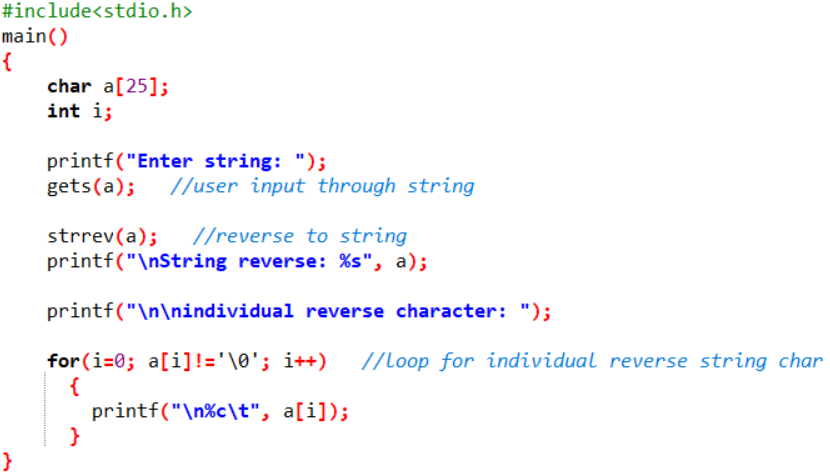 #include<stdio.h>
main()
{
char a[25];
int i;
printf("Enter string: ");
gets(a); //user input through string
strrev(a); //reverse to string
printf("\nString reverse: %s", a);
printf("\n\nindividual reverse character: ");
for(i=0; a[i]!='\0'; i++) //loop for individual reverse string char
{
printf("\n%c\t", a[i]);
}
}